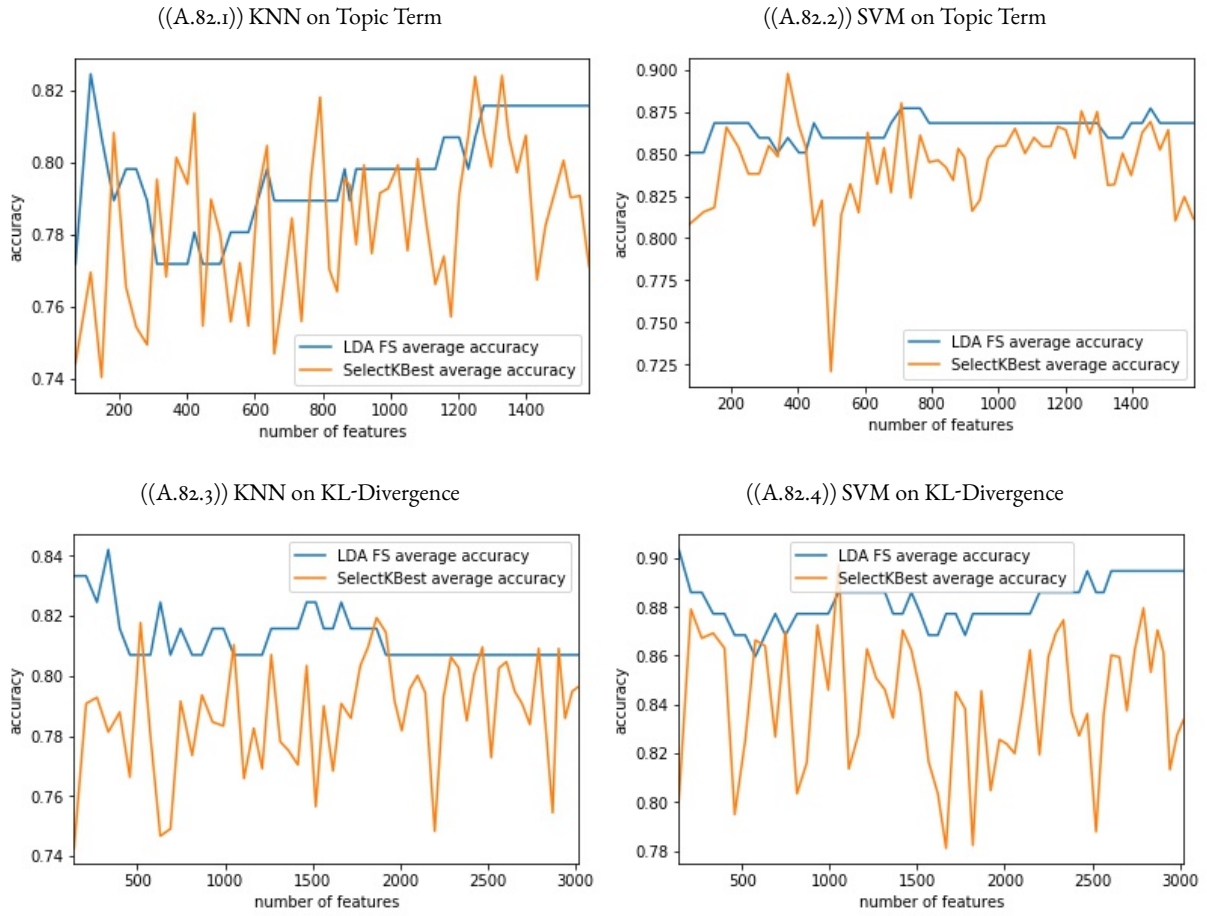 ((A.82.1)) KNN on Topic Term
0.82
0.80
0.78
0.76
0.74
accuracy
LDA FS average accuracy
SelectKBest average accuracy
200 400 600 800 1000 1200 1400
number of features
((A.82.2)) SVM on Topic Term
0.900
0.875
0.850
0.825
0.800
0.775
0.750
0.725
accuracy
LDA FS average accuracy
SelectKBest average accuracy
200 400 600 800 1000 1200 1400
number of features
((A.82.3)) KNN on KL-Divergence
0.84
0.82
0.80
0.78
0.76
0.74
accuracy
LDA FS average accuracy
SelectKBest average accuracy
500 1000 1500 2000 2500 3000
number of features
((A.82.4)) SVM on KL-Divergence
0.90
0.88
0.86
0.84
0.82
0.80
0.78
accuracy
LDA FS average accuracy
SelectKBest average accuracy
500 1000 1500 2000 2500 3000
number of features